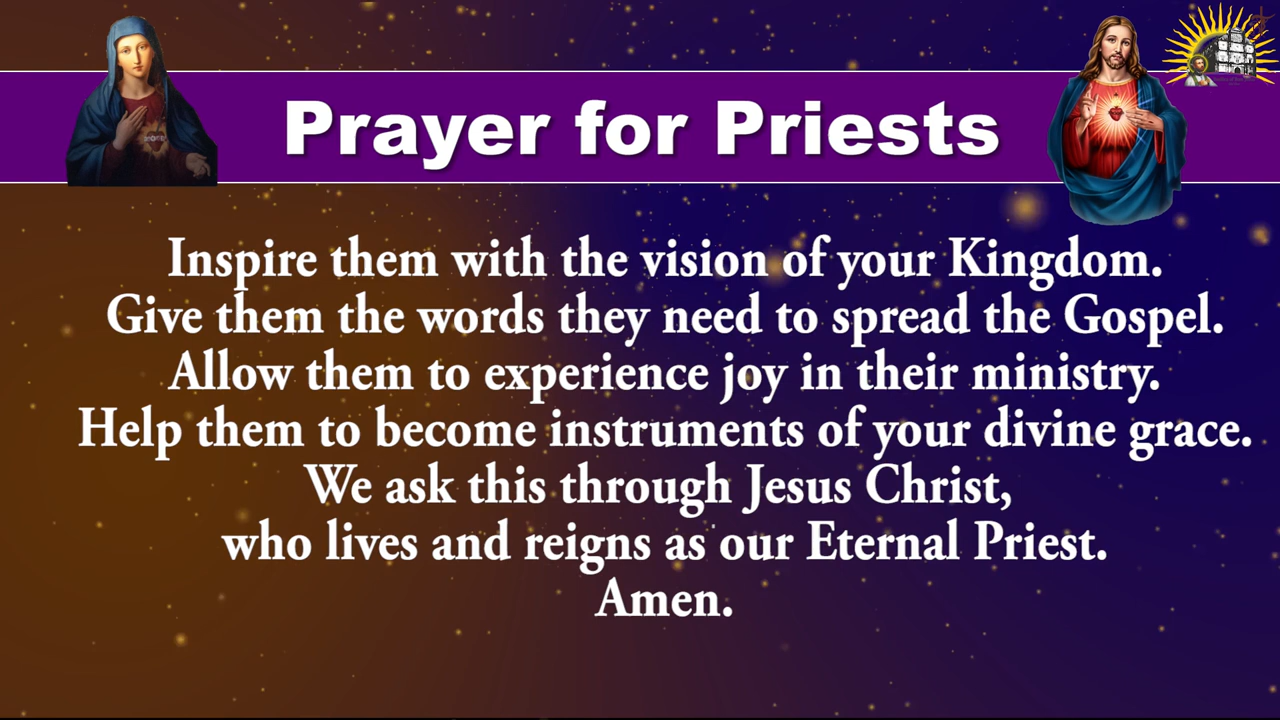 Prayer for Priests
Inspire them with the vision of your Kingdom.
Give them the words they need to spread the Gospel.
Allow them to experience joy in their ministry.
Help them to become instruments of your divine grace.
We ask this through Jesus Christ,
who lives and reigns as our Eternal Priest.
Amen.